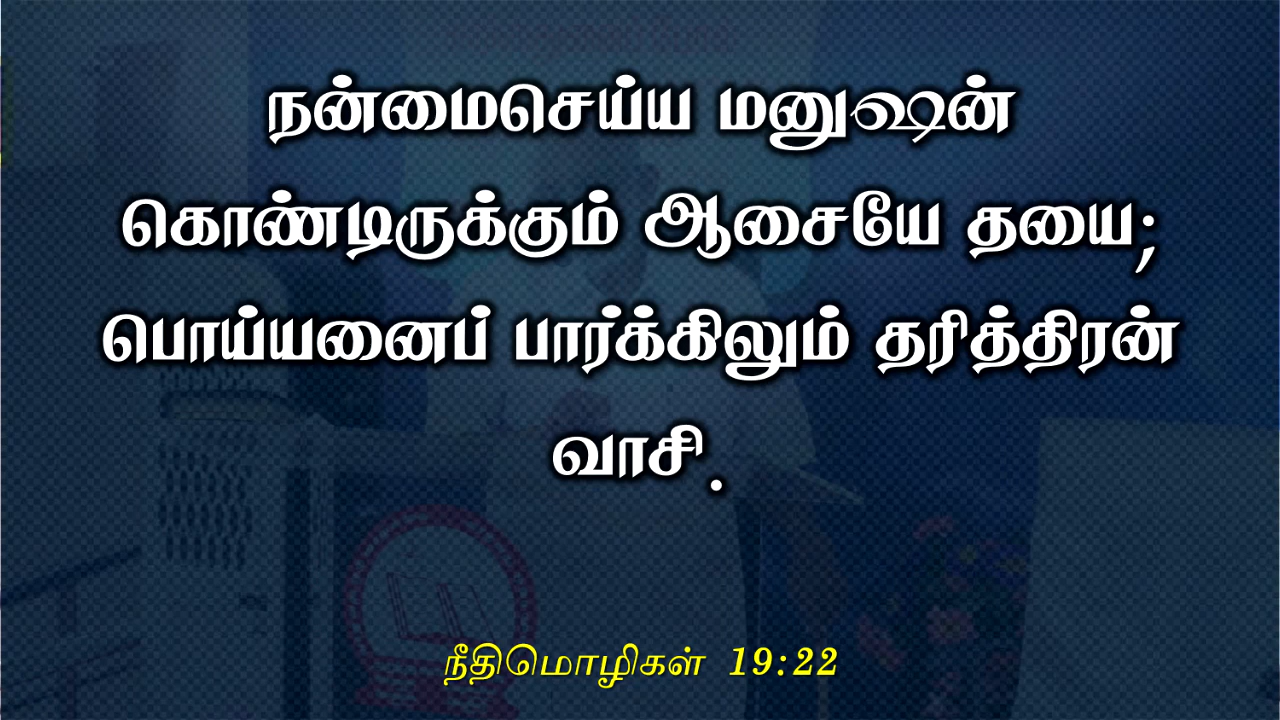 நன்மைசெய்ய மனுஷன்
கொண்டிருக்கும் ஆசையே தயை;
பொய்யனைப் பார்க்கிலும் தரித்திரன்
வாசி.
நீதிமொழிகள் 19:22